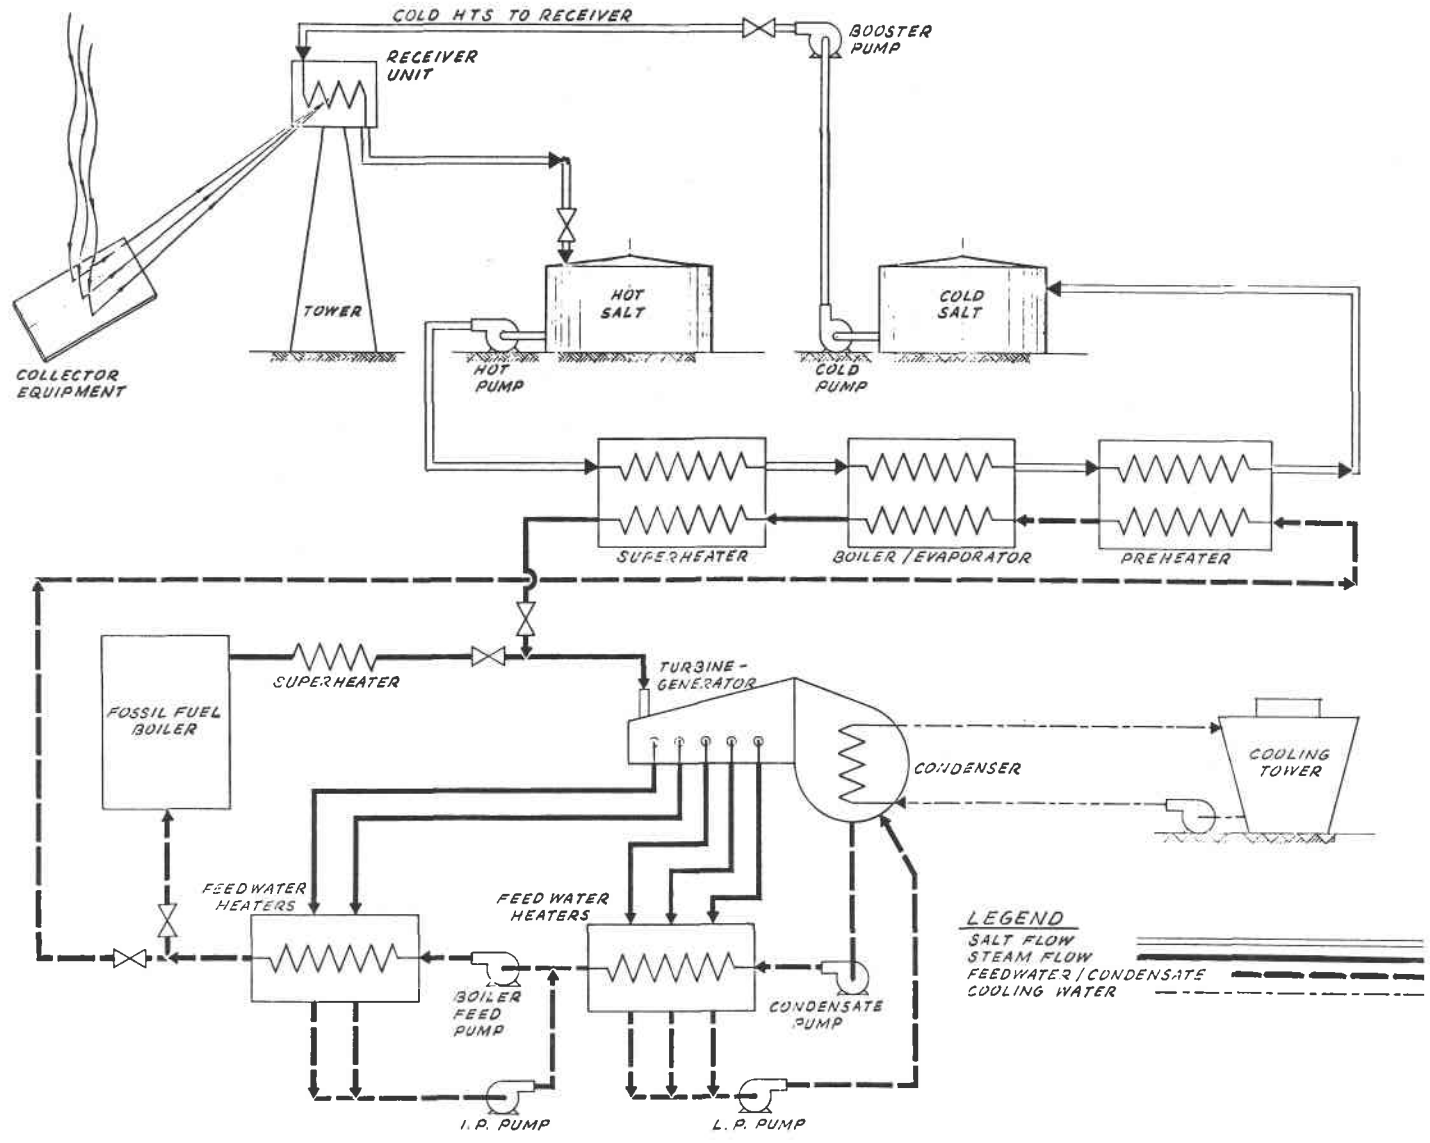 COLD HTS TO RECEIVER
BOOSTER
PUMP
RECEIVER
UNIT
TOWER
HOT
SALT
COLD
SALT
COLLECTOR
EQUIPMENT
HOT
PUMP
COLD
PUMP
SUPERHEATER
BOILER / EVAPORATOR
PREHEATER
FOSSIL FUEL
BOILER
SUPERHEATER
TURBINE-
GENERATOR
CONDENSER
COOLING
TOWER
FEEDWATER
HEATERS
FEED WATER
HEATERS
BOILER
FEED
PUMP
CONDENSATE
PUMP
I.P. PUMP
L.P. PUMP
LEGEND
SALT FLOW
STEAM FLOW
FEEDWATER / CONDENSATE
COOLING WATER